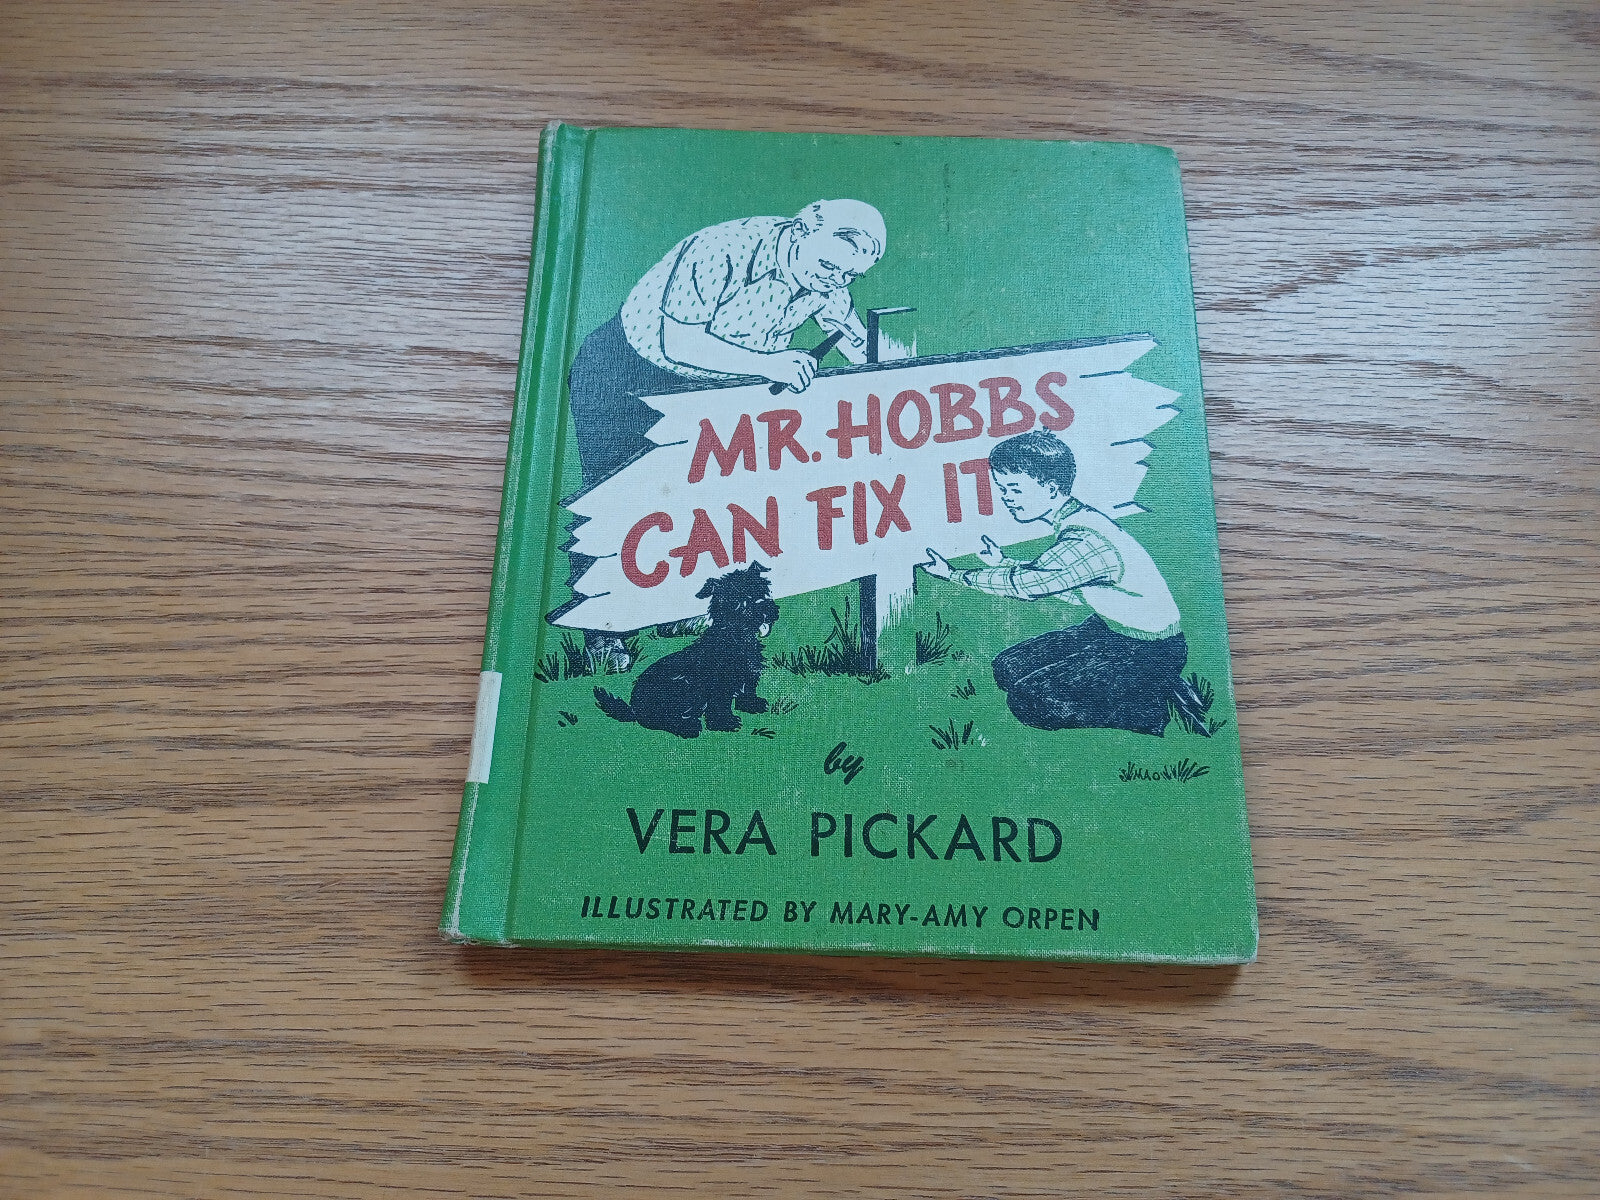 MR. HOBBS
CAN FIX IT
by
VERA PICKARD
ILLUSTRATED BY MARY-AMY ORPEN